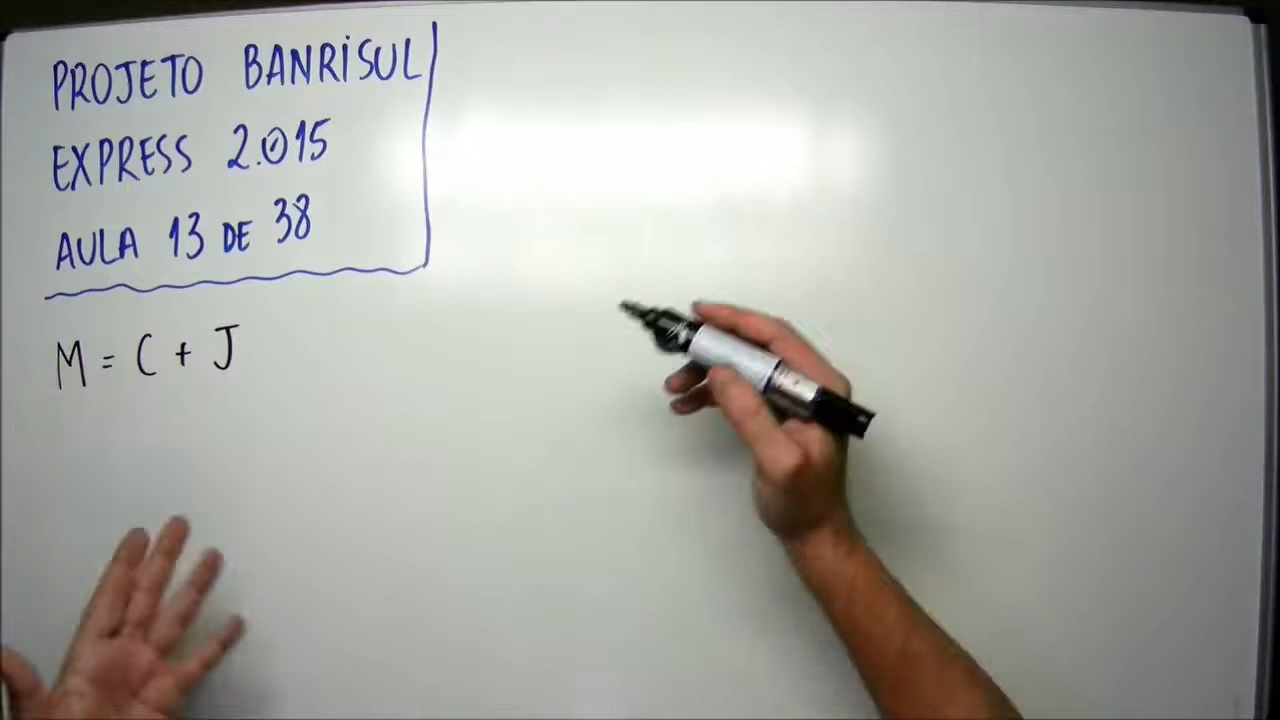 PROJETO BANRISUL
EXPRESS 2.015
AULA 13 DE 38
M = C + J